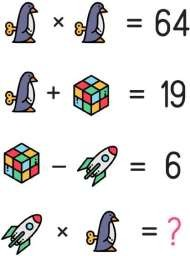 × = 64
+ = 19
− = 6
× = ?